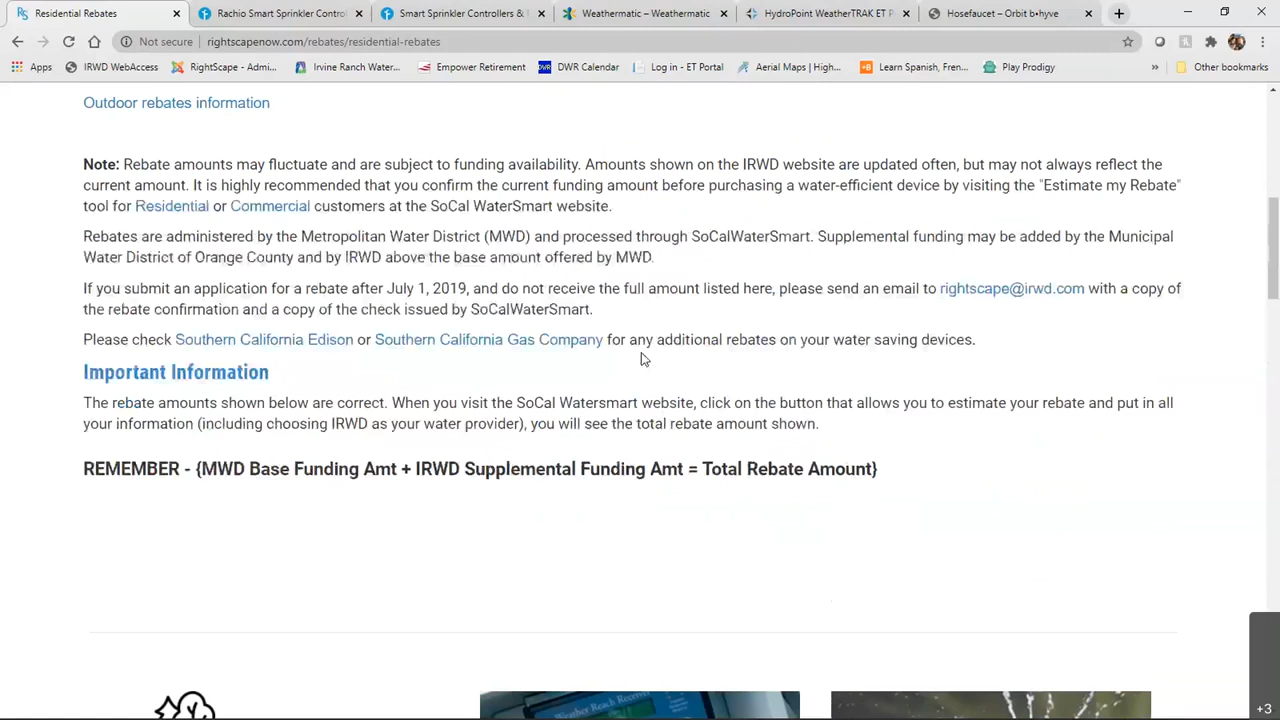 Residential Rebates
Rachio Smart Sprinkler Contro
Smart Sprinkler Controllers &
Weathermatic – Weathermatic
HydroPoint WeatherTRAK ET P
Hosefaucet – Orbit b•hyve
Not secure
rightscapenow.com/rebates/residential-rebates
Apps
IRWD WebAccess
RightScape - Admi...
Irvine Ranch Water...
Empower Retirement
DWR
DWR Calendar
Log in - ET Portal
Aerial Maps | High...
Learn Spanish, Fren...
Play Prodigy
»
Other bookmarks
Outdoor rebates information
Note: Rebate amounts may fluctuate and are subject to funding availability. Amounts shown on the IRWD website are updated often, but may not always reflect the
current amount. It is highly recommended that you confirm the current funding amount before purchasing a water-efficient device by visiting the "Estimate my Rebate"
tool for Residential or Commercial customers at the SoCal WaterSmart website.
Rebates are administered by the Metropolitan Water District (MWD) and processed through SoCalWaterSmart. Supplemental funding may be added by the Municipal
Water District of Orange County and by IRWD above the base amount offered by MWD.
If you submit an application for a rebate after July 1, 2019, and do not receive the full amount listed here, please send an email to rightscape@irwd.com with a copy of
the rebate confirmation and a copy of the check issued by SoCalWaterSmart.
Please check Southern California Edison or Southern California Gas Company for any additional rebates on your water saving devices.
Important Information
The rebate amounts shown below are correct. When you visit the SoCal Watersmart website, click on the button that allows you to estimate your rebate and put in all
your information (including choosing IRWD as your water provider), you will see the total rebate amount shown.
REMEMBER - {MWD Base Funding Amt + IRWD Supplemental Funding Amt = Total Rebate Amount}
Weather Reach Receiver
+3